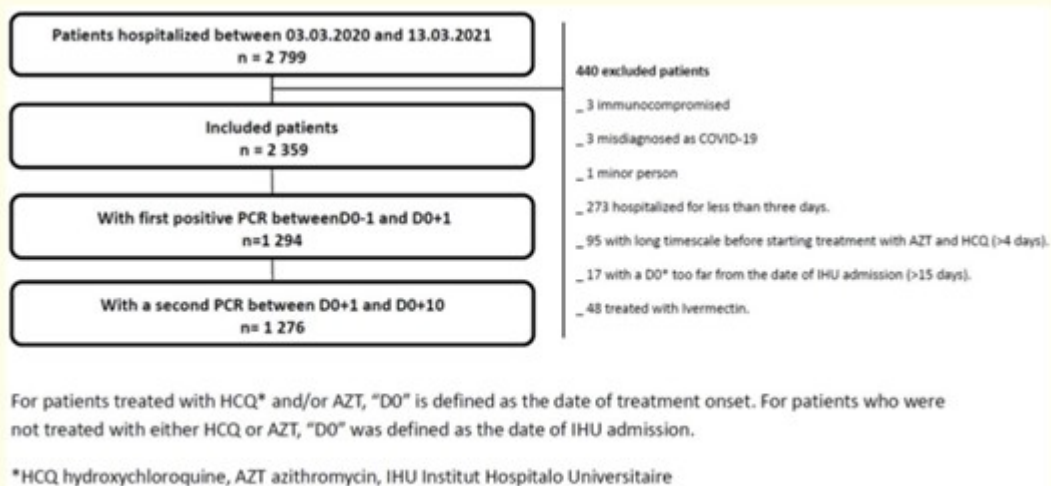 Patients hospitalized between 03.03.2020 and 13.03.2021
n = 2 799
440 excluded patients
_ 3 immunocompromised
Included patients
n = 2 359
_ 3 misdiagnosed as COVID-19
_ 1 minor person
_ 273 hospitalized for less than three days.
With first positive PCR betweenD0-1 and D0+1
n=1 294
_ 95 with long timescale before starting treatment with AZT and HCQ (>4 days).
_ 17 with a D0* too far from the date of IHU admission (>15 days).
With a second PCR between D0+1 and D0+10
n= 1 276
_ 48 treated with Ivermectin.
For patients treated with HCQ* and/or AZT, “D0” is defined as the date of treatment onset. For patients who were
not treated with either HCQ or AZT, “D0” was defined as the date of IHU admission.
*HCQ hydroxychloroquine, AZT azithromycin, IHU Institut Hospitalo Universitaire